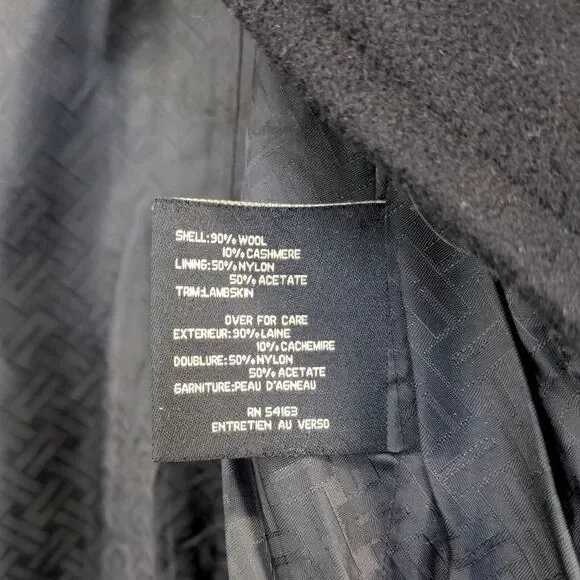 SHELL:90% WOOL
10% CASHMERE
LINING:50% NYLON
50% ACETATE
TRIM:LAMBSKIN
OVER FOR CARE
EXTERIEUR:90% LAINE
10% CACHEMIRE
DOUBLURE:50% NYLON
50% ACETATE
GARNITURE:PEAU D'AGNEAU
RN 54163
ENTRETIEN AU VERSO